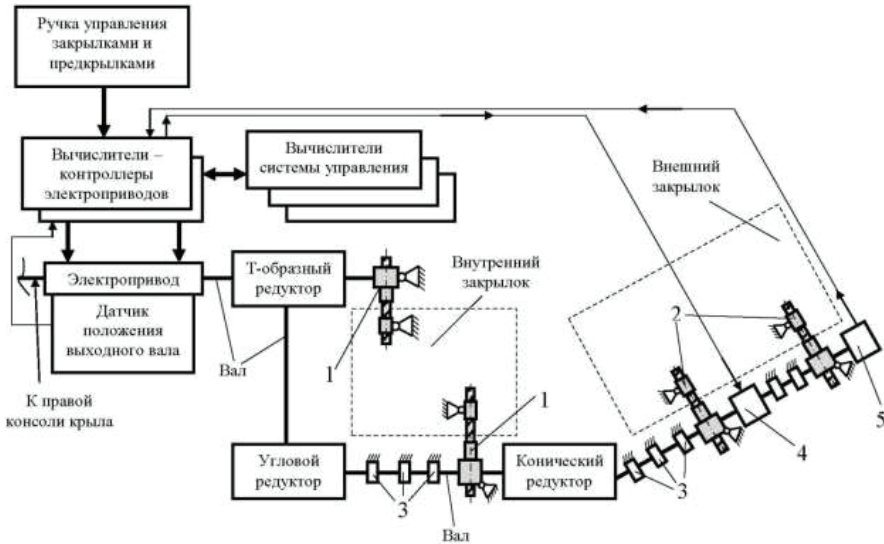 Ручка управления
закрылками и
предкрылками
Вычислители –
контроллеры
электроприводов
Вычислители
системы управления
Внешний
закрылок
Электропривод
Т-образный
редуктор
Внутренний
закрылок
Датчик
положения
выходного вала
Вал
1
2
К правой
консоли крыла
1
5
4
Угловой
редуктор
Конический
редуктор
3
3
Вал